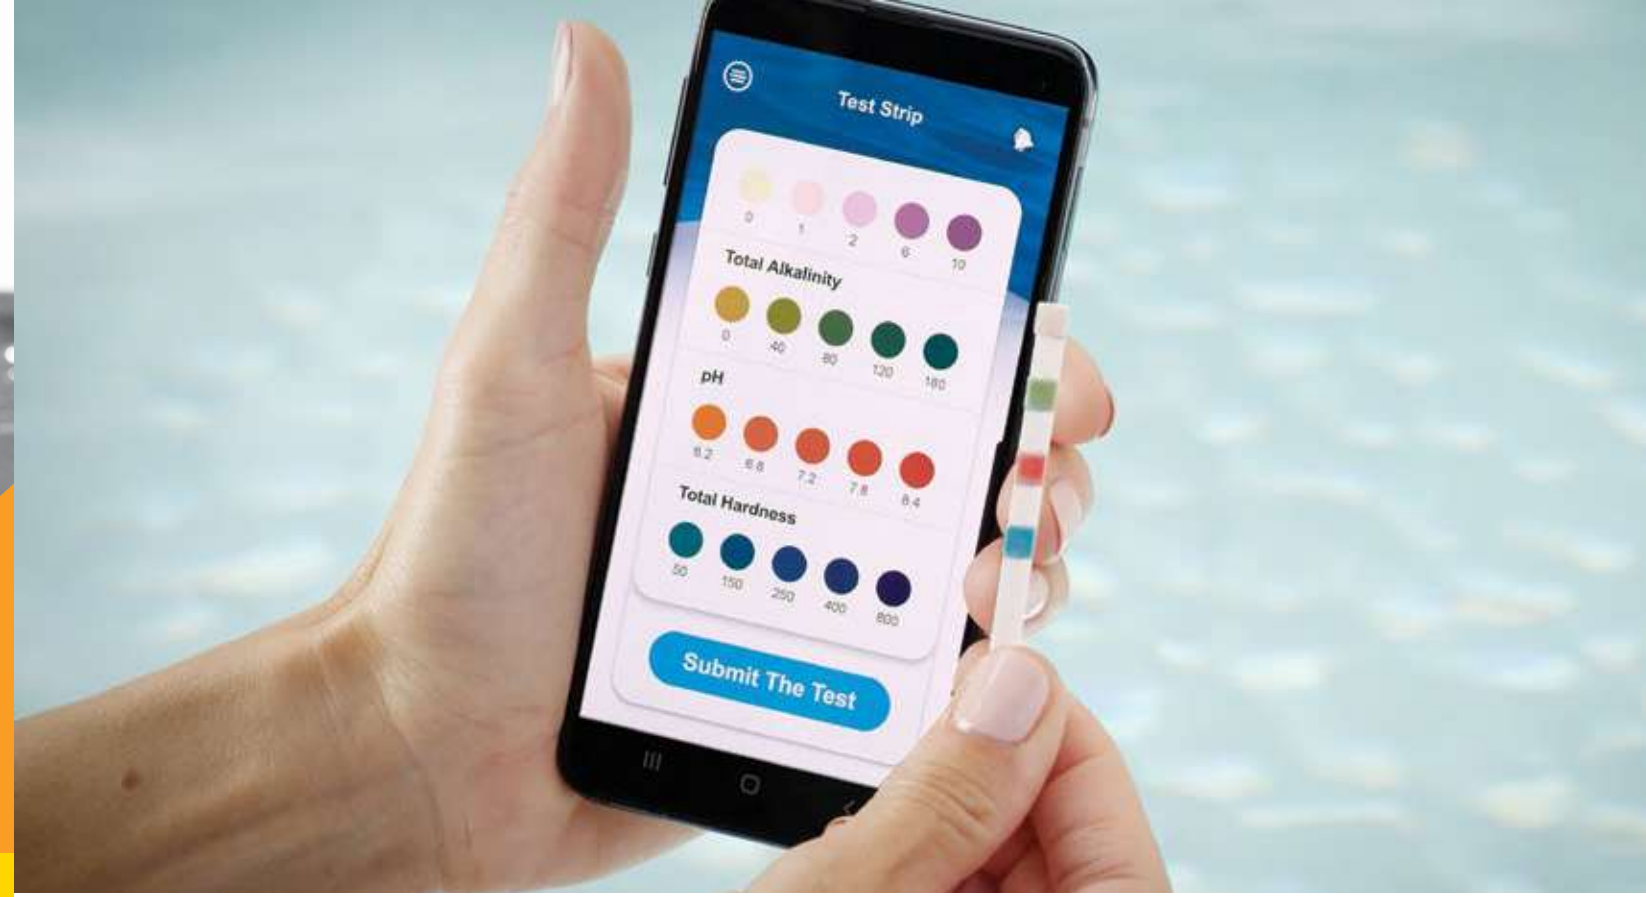 Test Strip
0 1 2 6 10
Total Alkalinity
0 40 80 120 180
pH
6.2 6.8 7.2 7.8 8.4
Total Hardness
50 150 250 400 800
Submit The Test